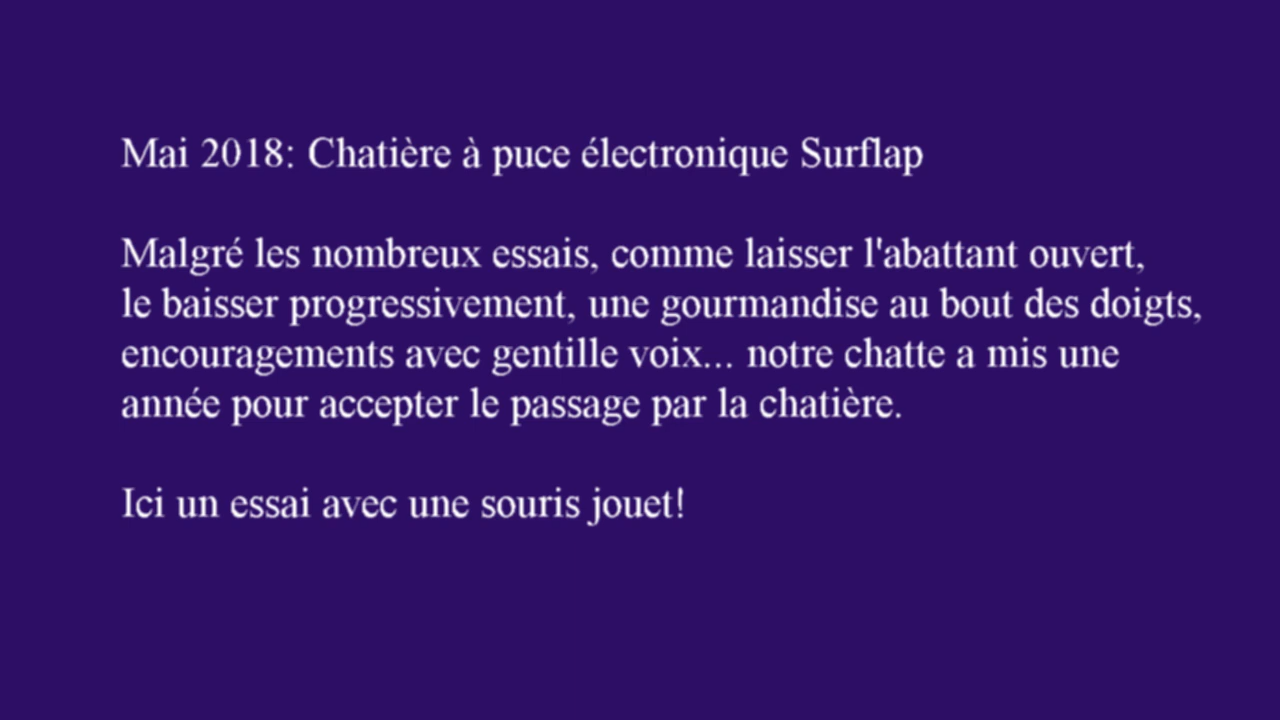 Mai 2018: Chatière à puce électronique Surflap
Malgré les nombreux essais, comme laisser l'abattant ouvert,
le baisser progressivement, une gourmandise au bout des doigts,
encouragements avec gentille voix... notre chatte a mis une
année pour accepter le passage par la chatière.
Ici un essai avec une souris jouet!